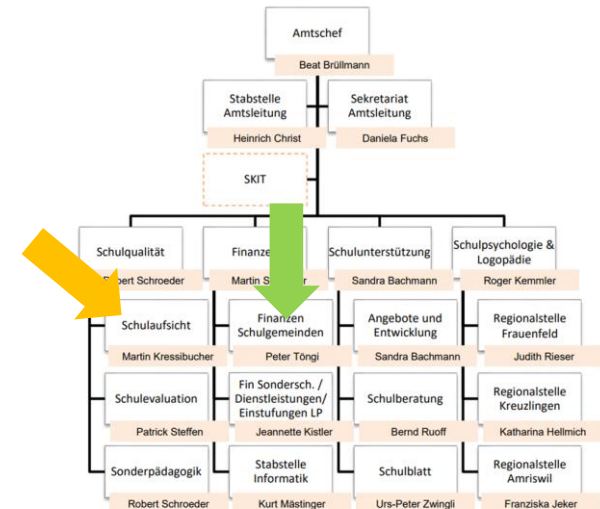 Amtschef
Beat Brüllmann
Stabstelle
Amtsleitung
Heinrich Christ
Sekretariat
Amtsleitung
Daniela Fuchs
SKIT
Schulqualität
Schroeder
Martin
Schulunterstützung
Sandra Bachmann
Schulpsychologie &
Logopädie
Roger Kemmler
Schulaufsicht
Martin Kressibucher
Finanzen
Schulgemeinden
Peter Töngi
Angebote und
Entwicklung
Sandra Bachmann
Regionalstelle
Frauenfeld
Judith Rieser
Schulevaluation
Patrick Steffen
Fin Sondersch. /
Dienstleistungen/
Einstufungen LP
Jeannette Kistler
Schulberatung
Bernd Ruoff
Regionalstelle
Kreuzlingen
Katharina Hellmich
Sonderpädagogik
Robert Schroeder
Stabstelle
Informatik
Kurt Mästinger
Schulblatt
Urs-Peter Zwingli
Regionalstelle
Amriswil
Franziska Jeker